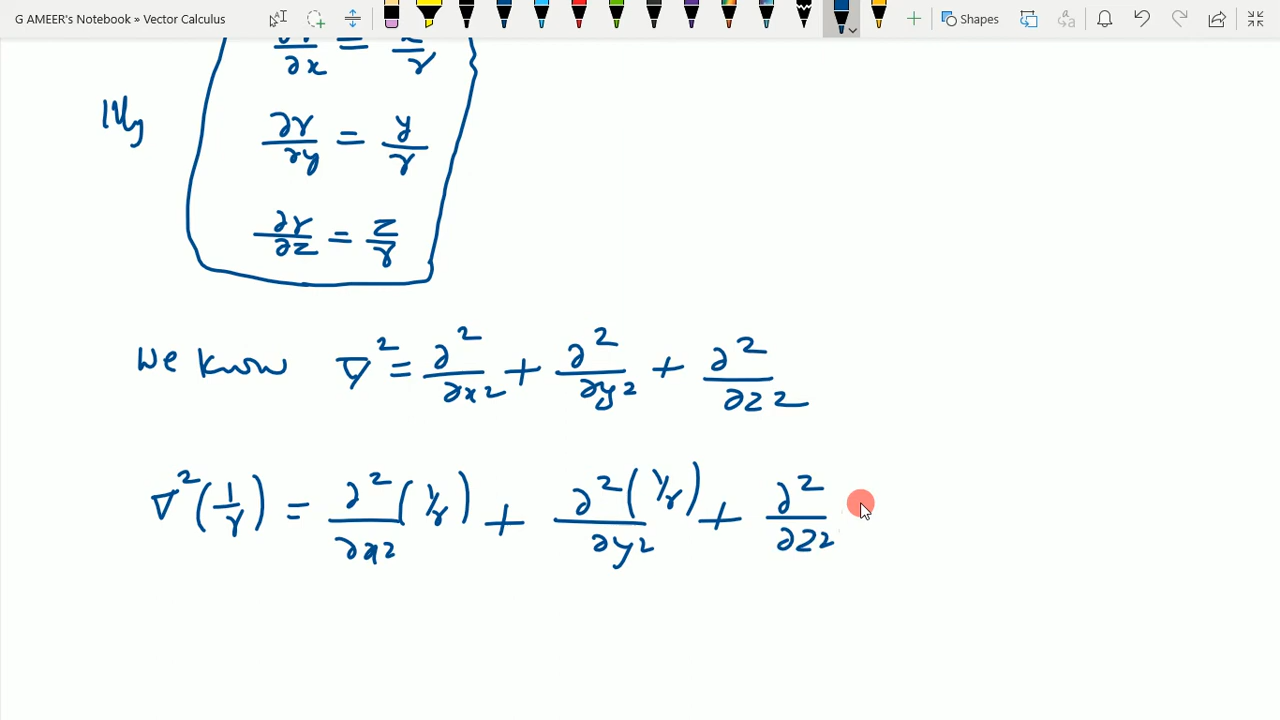 G AMEER's Notebook » Vector Calculus
Shapes
∂r/∂x = x/r
111ly ∂r/∂y = y/r
∂r/∂z = z/r
We know ∇² = ∂²/∂x² + ∂²/∂y² + ∂²/∂z²
∇²(1/r) = ∂²(1/r)/∂x² + ∂²(1/r)/∂y² + ∂²/∂z²